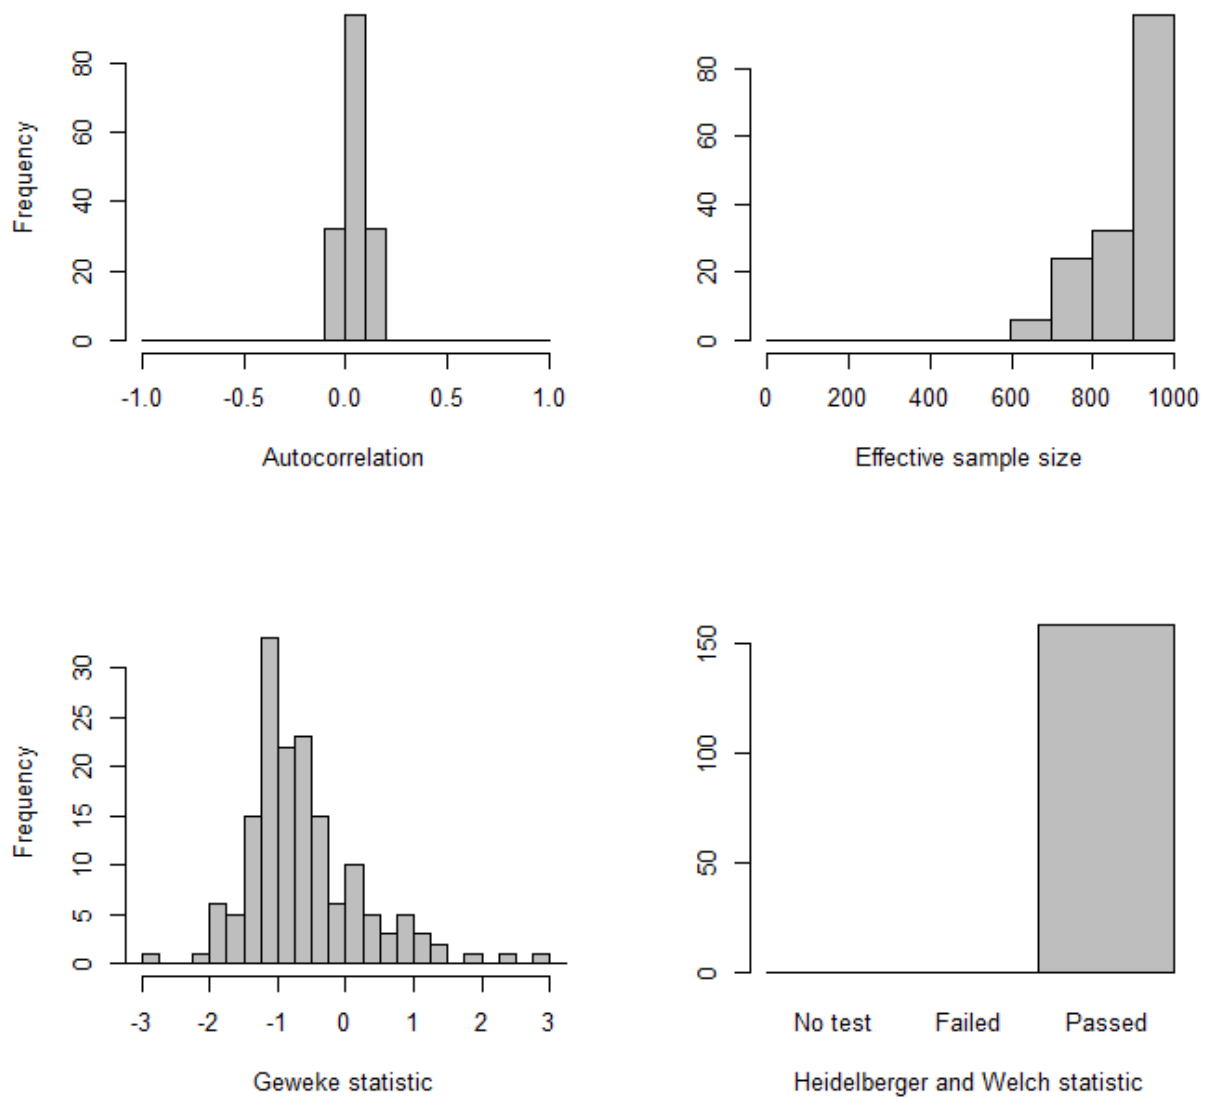 Frequency
80
60
40
20
0
-1.0 -0.5 0.0 0.5 1.0
Autocorrelation
80
60
40
20
0
0 200 400 600 800 1000
Effective sample size
Frequency
30
25
20
15
10
5
0
-3 -2 -1 0 1 2 3
Geweke statistic
150
100
50
0
No test Failed Passed
Heidelberger and Welch statistic